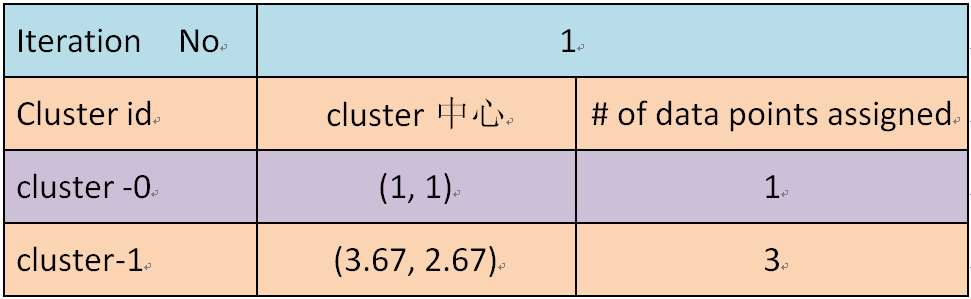 Iteration No 1
Cluster id cluster 中心 # of data points assigned
cluster -0 (1, 1) 1
cluster-1 (3.67, 2.67) 3